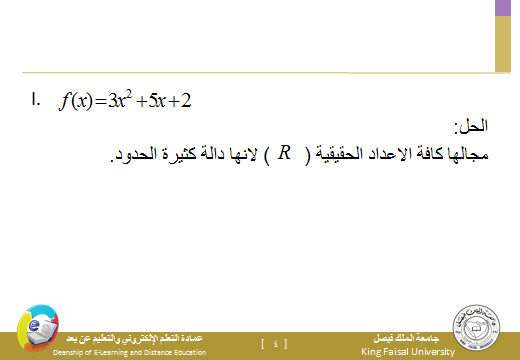 I. f(x)=3x²+5x+2
الحل:
مجالها كافة الاعداد الحقيقية ( R ) لانها دالة كثيرة الحدود.
عمادة التعلم الإلكتروني والتعليم عن بعد
Deanship of E-Learning and Distance Education
[ ٤ ]
جامعة الملك فيصل
King Faisal University